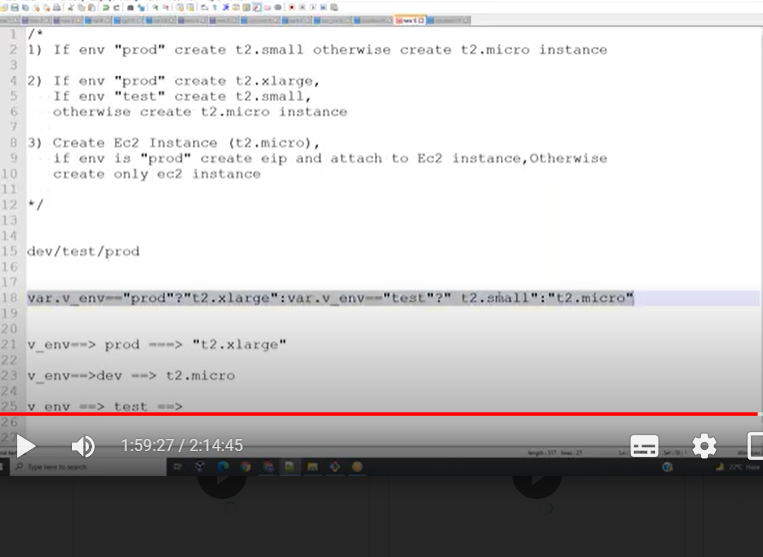 1 /*
2 1) If env "prod" create t2.small otherwise create t2.micro instance
3
4 2) If env "prod" create t2.xlarge,
5 If env "test" create t2.small,
6 otherwise create t2.micro instance
7
8 3) Create Ec2 Instance (t2.micro),
9 if env is "prod" create eip and attach to Ec2 instance,Otherwise
10 create only ec2 instance
11
12 */
13
14
15 dev/test/prod
16
17
18 var.v_env=="prod"?"t2.xlarge":var.v_env=="test"?" t2.small":"t2.micro"
19
20
21 v_env==> prod ===> "t2.xlarge"
22
23 v_env==>dev ==> t2.micro
24
25 v_env ==> test ==>
26
27
1:59:27 / 2:14:45
Type here to search
22°C Haze